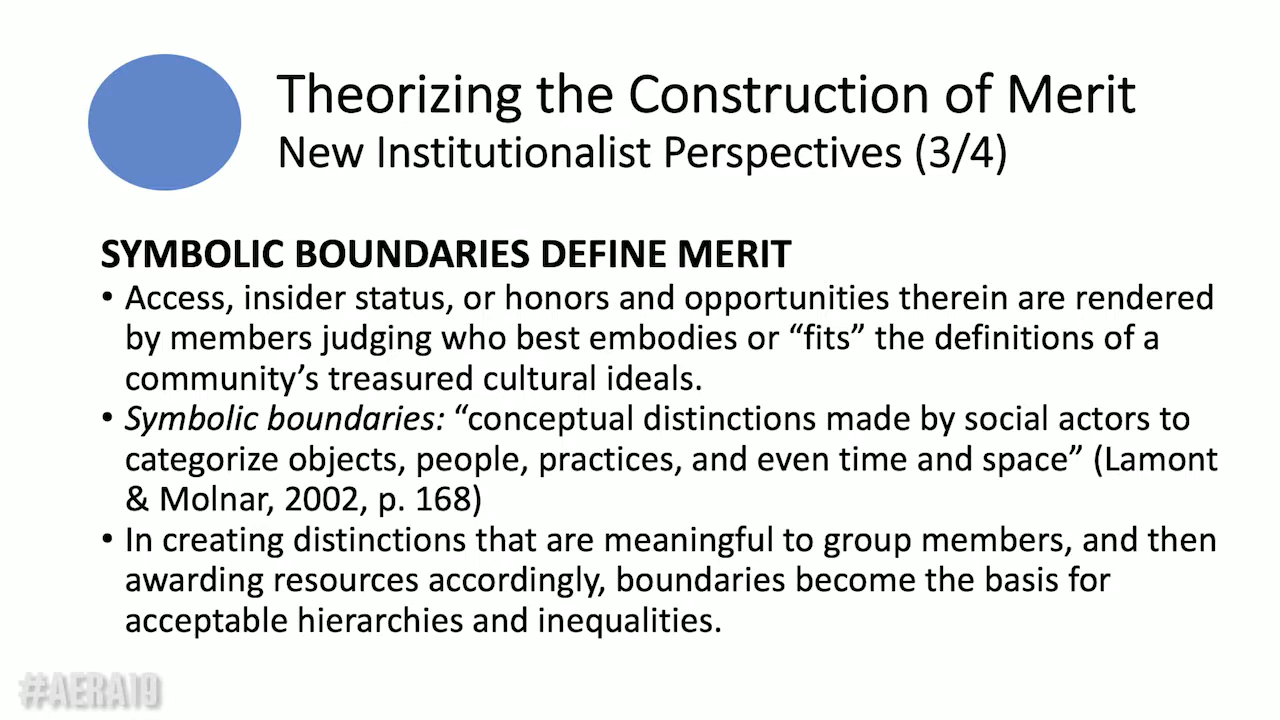 Theorizing the Construction of Merit
New Institutionalist Perspectives (3/4)
SYMBOLIC BOUNDARIES DEFINE MERIT
• Access, insider status, or honors and opportunities therein are rendered
by members judging who best embodies or “fits” the definitions of a
community’s treasured cultural ideals.
• Symbolic boundaries: “conceptual distinctions made by social actors to
categorize objects, people, practices, and even time and space” (Lamont
& Molnar, 2002, p. 168)
• In creating distinctions that are meaningful to group members, and then
awarding resources accordingly, boundaries become the basis for
acceptable hierarchies and inequalities.
#AERA19